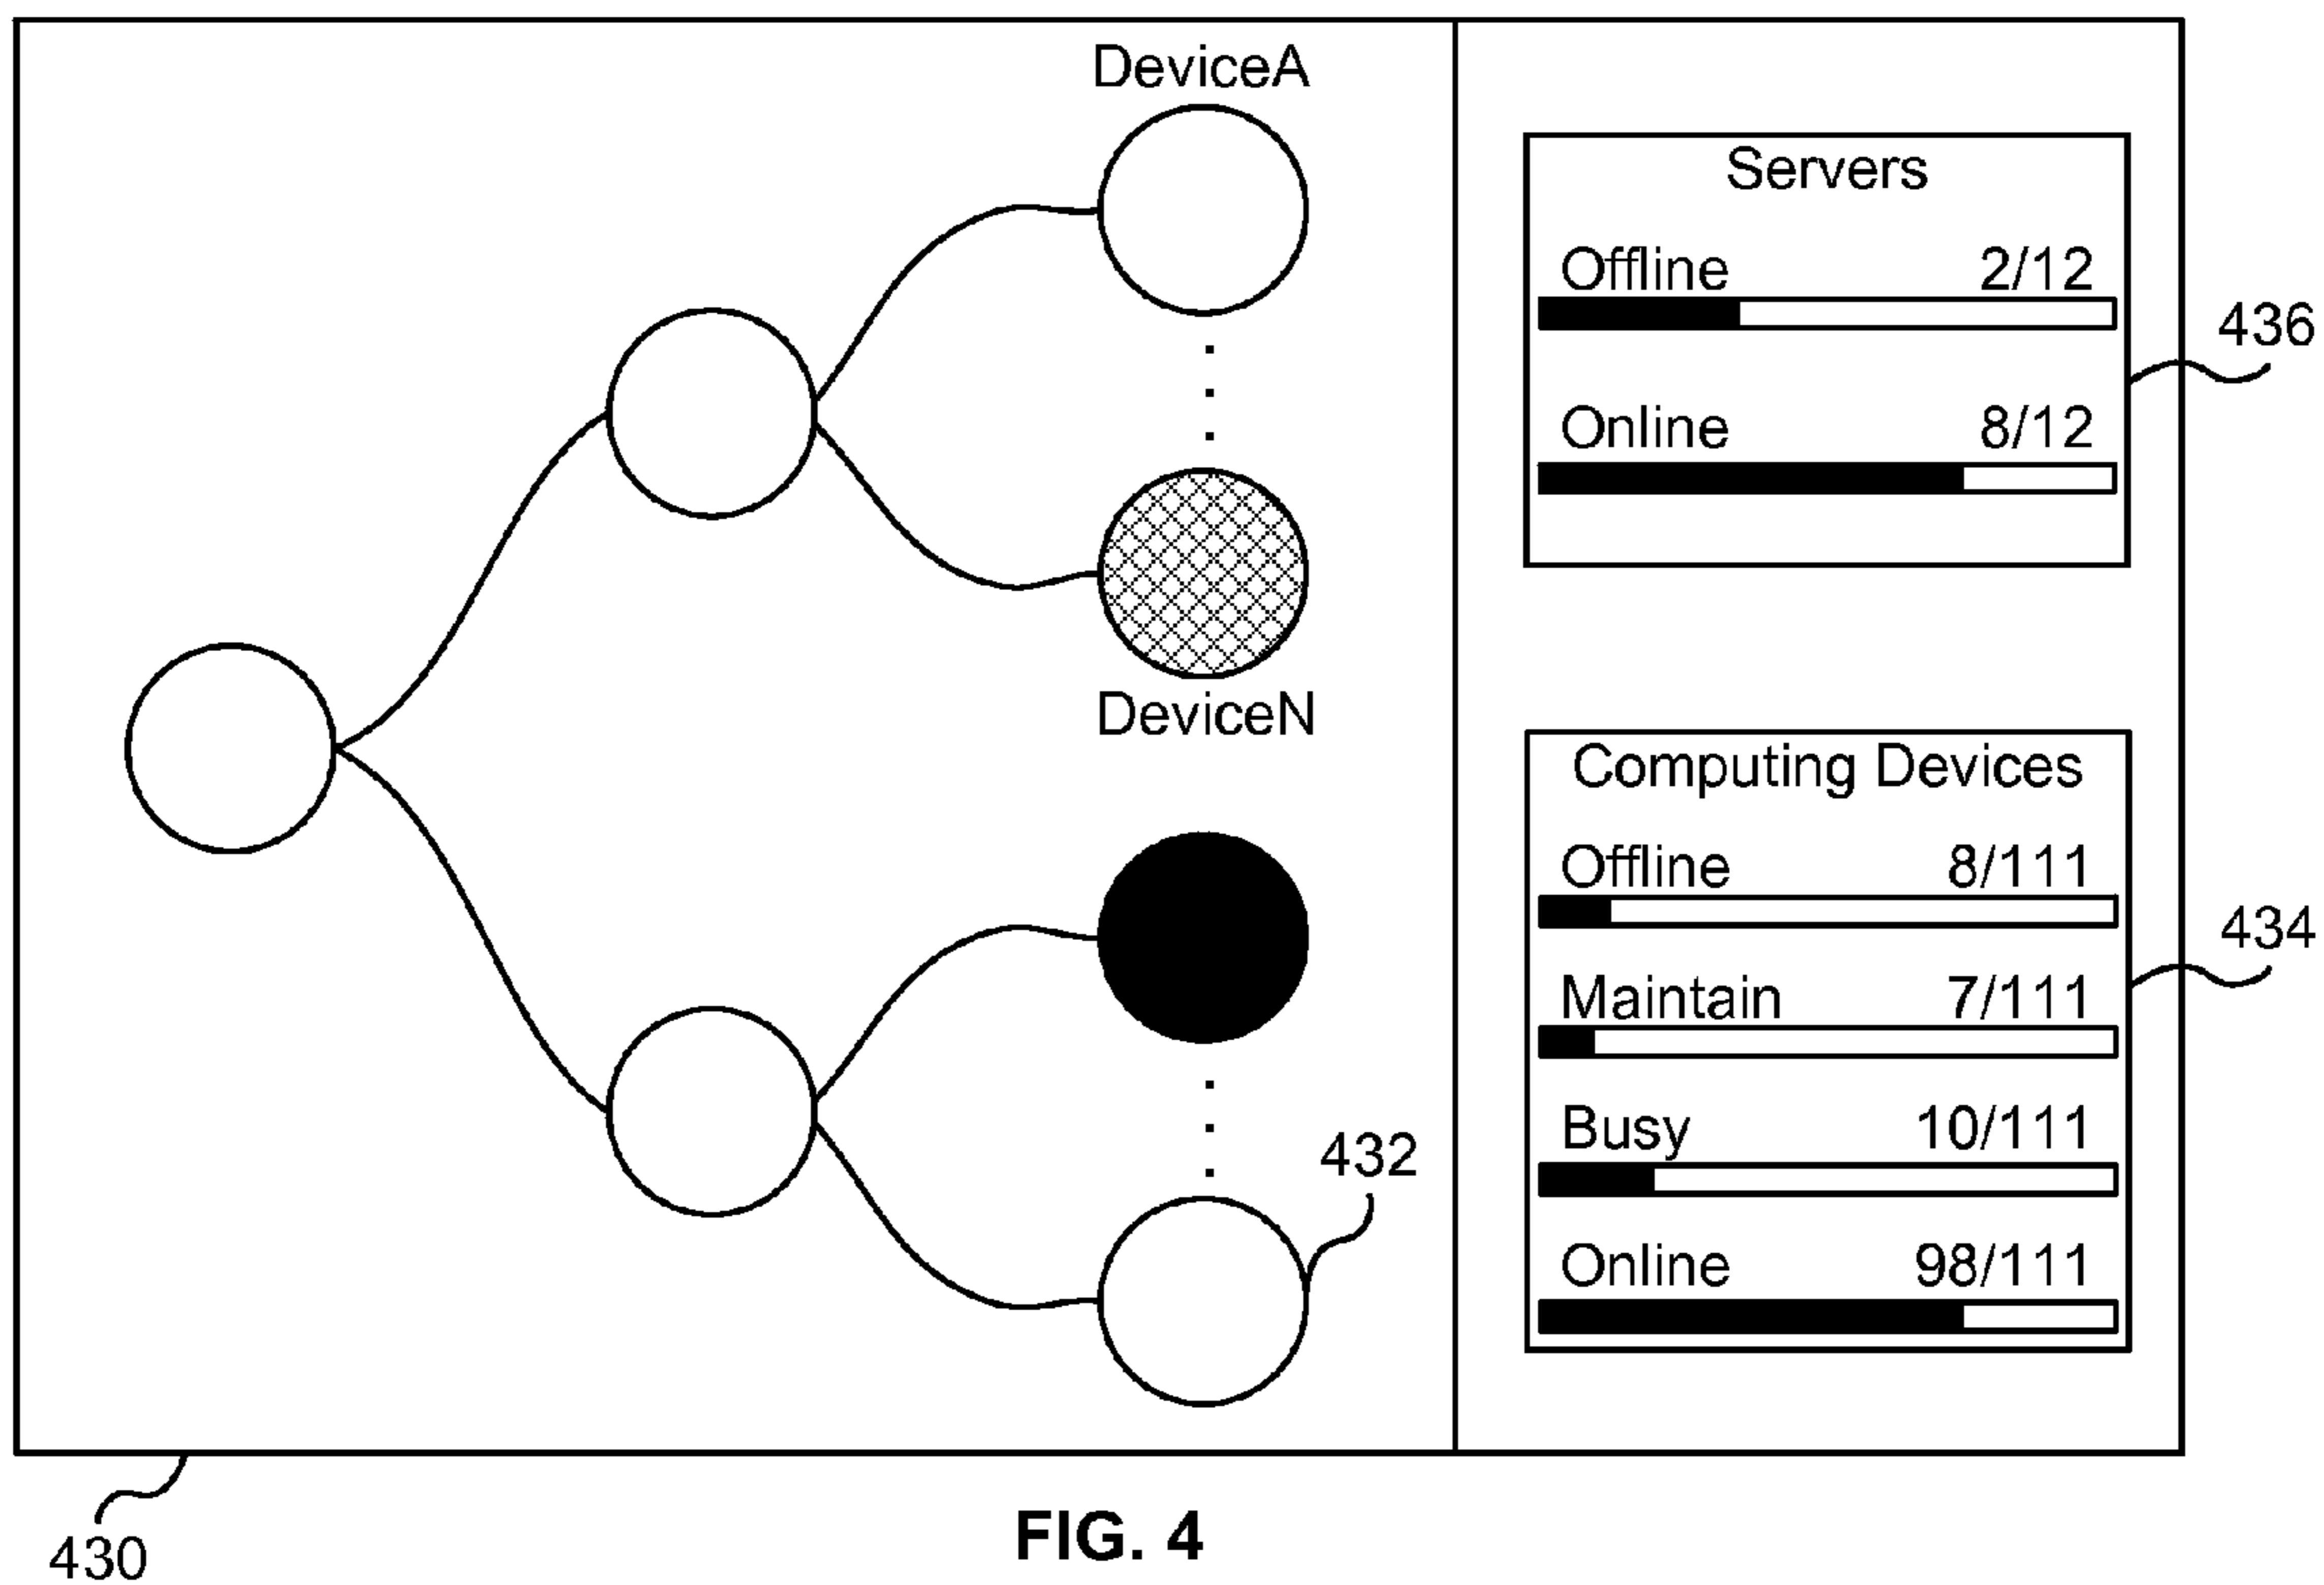 DeviceA
DeviceN
432
Servers
Offline 2/12
Online 8/12
436
Computing Devices
Offline 8/111
Maintain 7/111
Busy 10/111
Online 98/111
434
430
FIG. 4